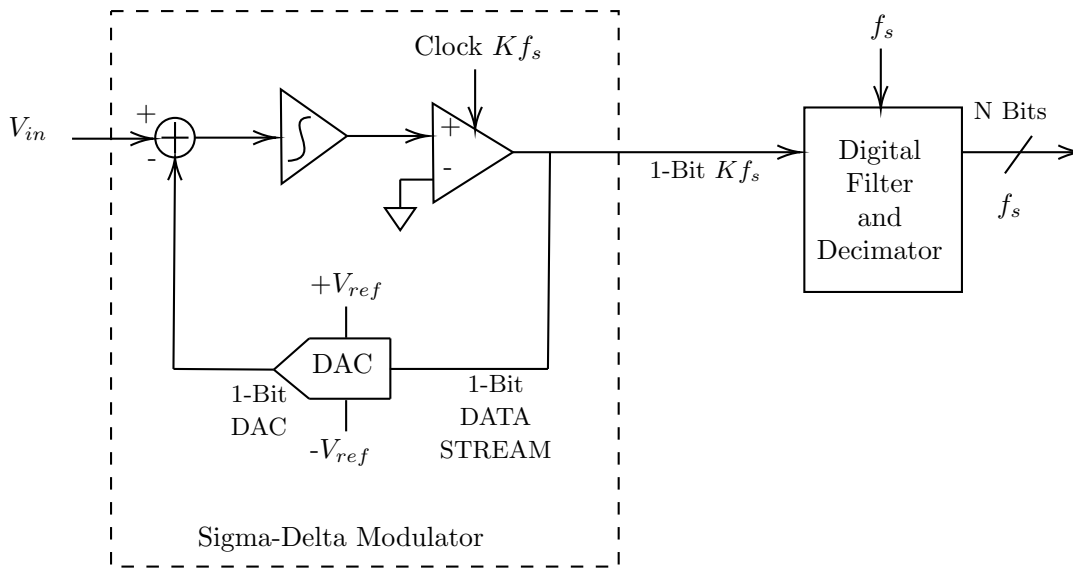 Clock $Kf_s$
$f_s$
$V_{in}$
+
-
+
-
N Bits
$f_s$
1-Bit $Kf_s$
Digital
Filter
and
Decimator
+$V_{ref}$
DAC
-$V_{ref}$
1-Bit
DAC
1-Bit
DATA
STREAM
Sigma-Delta Modulator